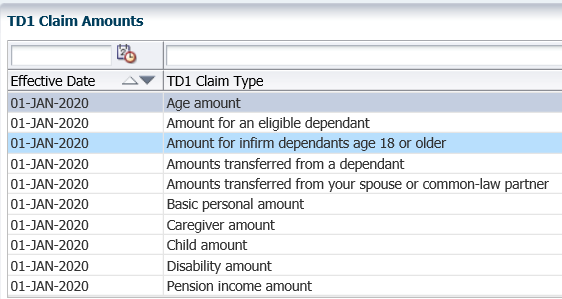 TD1 Claim Amounts
Effective Date TD1 Claim Type
01-JAN-2020 Age amount
01-JAN-2020 Amount for an eligible dependant
01-JAN-2020 Amount for infirm dependants age 18 or older
01-JAN-2020 Amounts transferred from a dependant
01-JAN-2020 Amounts transferred from your spouse or common-law partner
01-JAN-2020 Basic personal amount
01-JAN-2020 Caregiver amount
01-JAN-2020 Child amount
01-JAN-2020 Disability amount
01-JAN-2020 Pension income amount